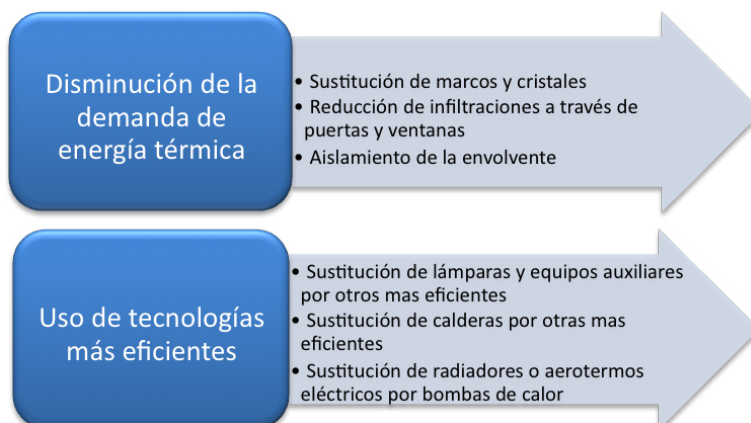 Disminución de la
demanda de
energía térmica
• Sustitución de marcos y cristales
• Reducción de infiltraciones a través de
puertas y ventanas
• Aislamiento de la envolvente
Uso de tecnologías
más eficientes
• Sustitución de lámparas y equipos auxiliares
por otros mas eficientes
• Sustitución de calderas por otras mas
eficientes
• Sustitución de radiadores o aerotermos
eléctricos por bombas de calor